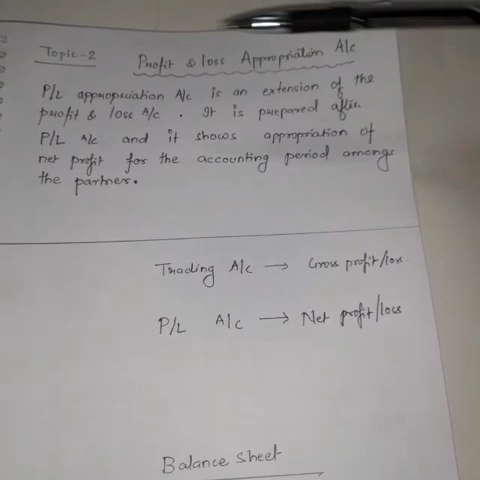 Topic-2
Profit & loss Appropriation A/c
P/L appropriation A/c is an extension of the
profit & loss A/c. It is prepared after
P/L A/c and it shows appropriation of
net profit for the accounting period amongs
the partners.
Trading A/c → Gross profit/loss.
P/L A/c → Net profit/loss
Balance sheet